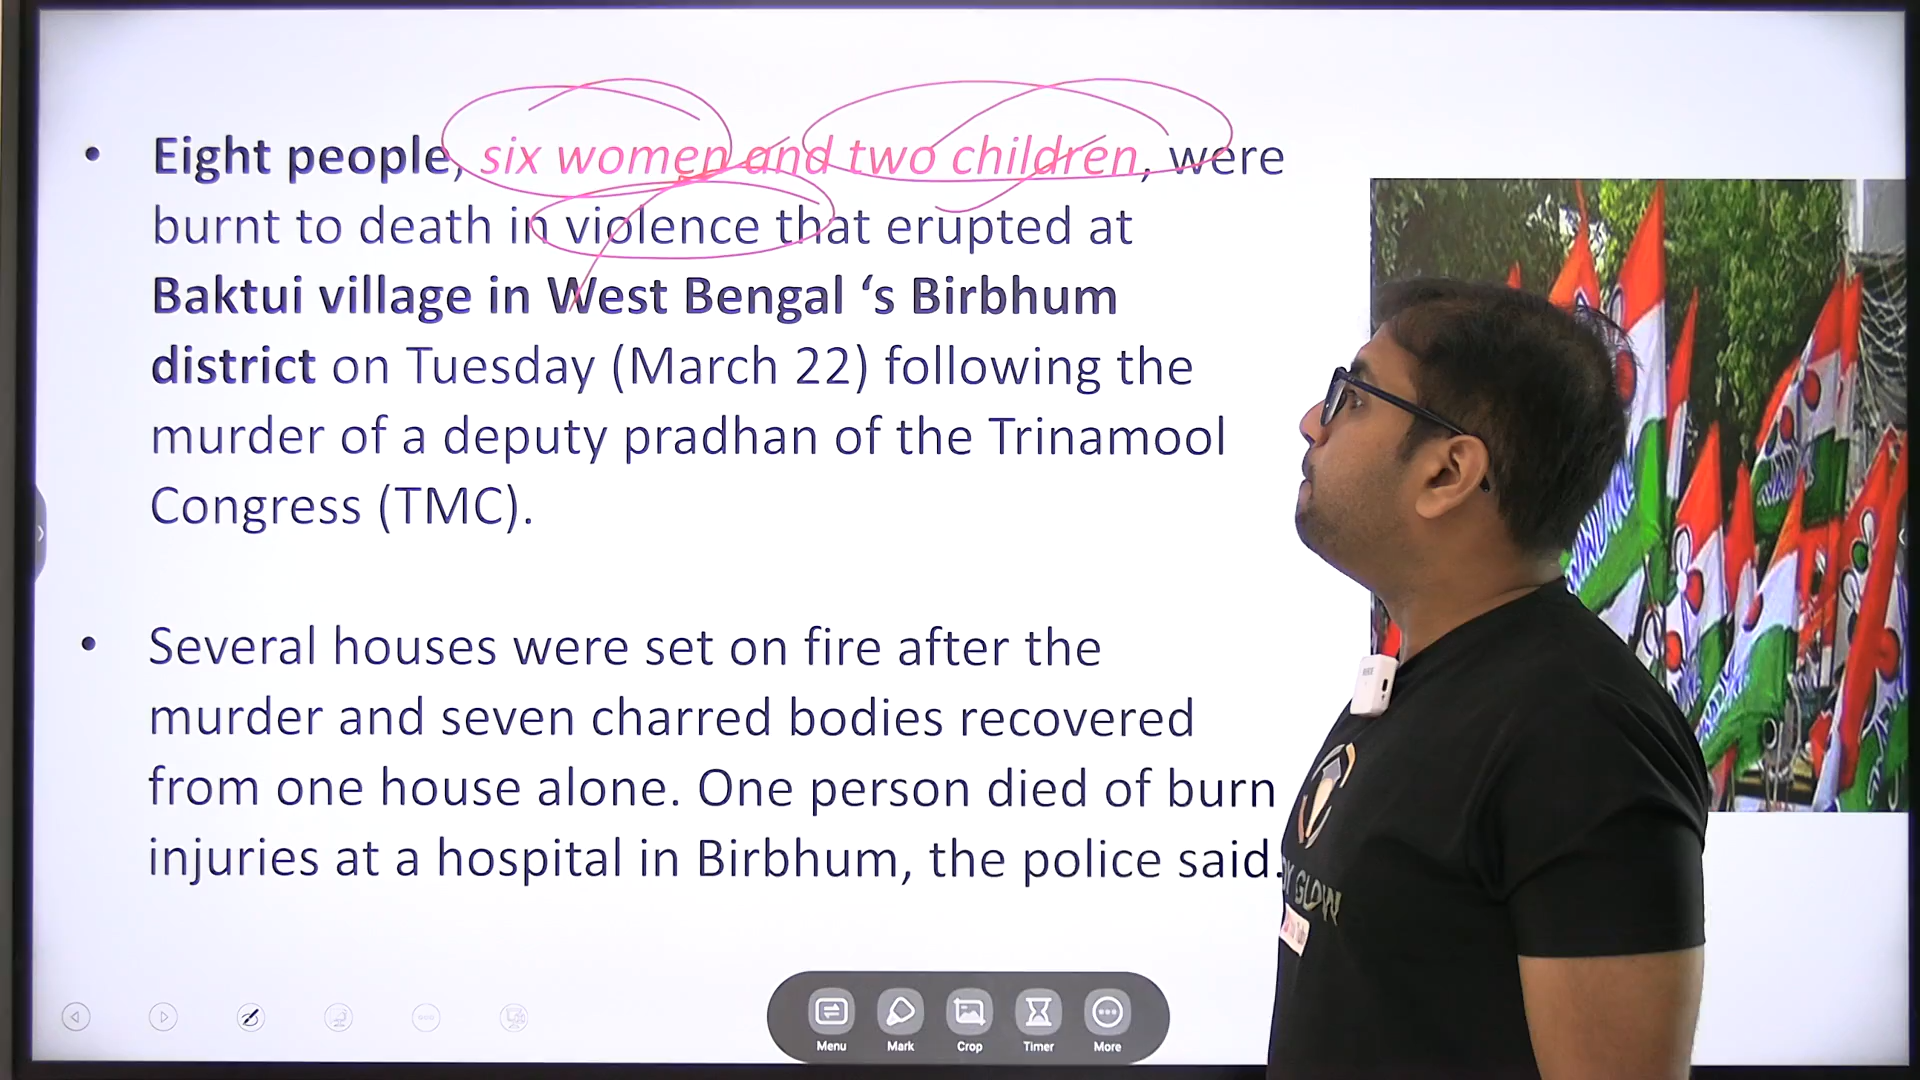 • Eight people, six women and two children, were
burnt to death in violence that erupted at
Baktui village in West Bengal ‘s Birbhum
district on Tuesday (March 22) following the
murder of a deputy pradhan of the Trinamool
Congress (TMC).
• Several houses were set on fire after the
murder and seven charred bodies recovered
from one house alone. One person died of burn
injuries at a hospital in Birbhum, the police said.
GLOW
Menu Mark Crop Timer More